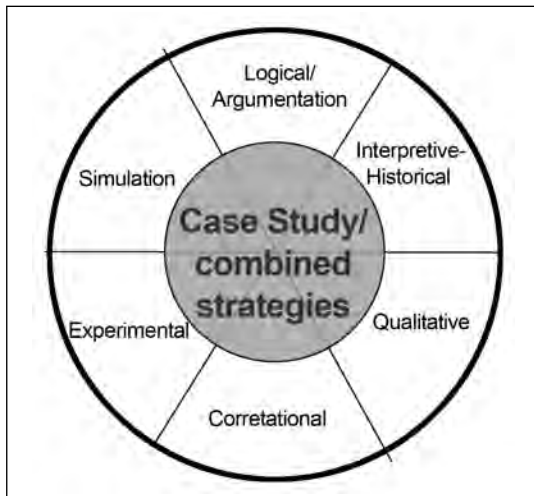 Logical/
Argumentation
Interpretive-
Historical
Simulation
Case Study/
combined
strategies
Qualitative
Experimental
Corretational